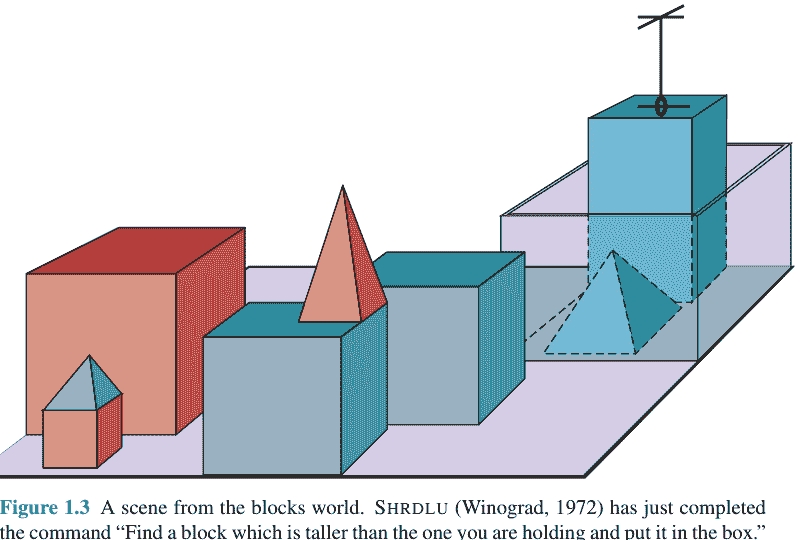 Figure 1.3 A scene from the blocks world. SHRDLU (Winograd, 1972) has just completed
the command “Find a block which is taller than the one you are holding and put it in the box.”